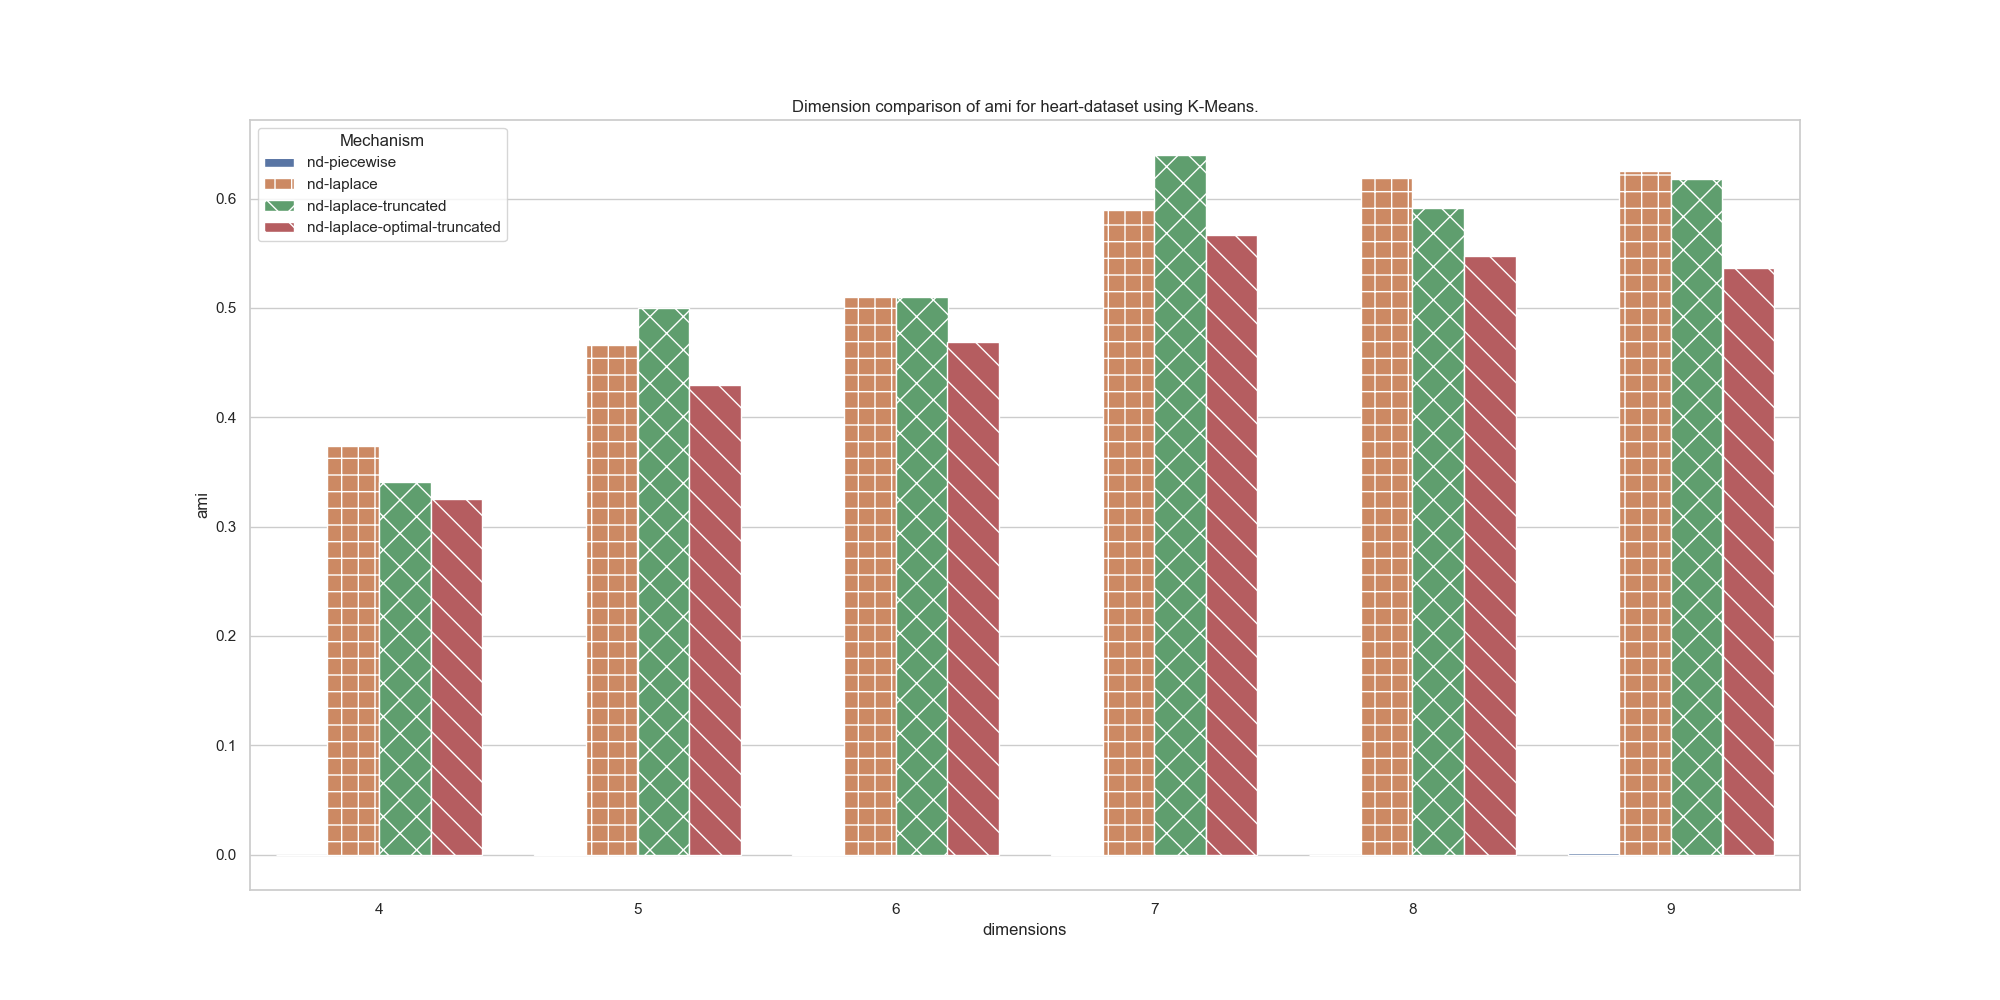 Dimension comparison of ami for heart-dataset using K-Means.
Mechanism
nd-piecewise
nd-laplace
nd-laplace-truncated
nd-laplace-optimal-truncated
0.6
0.5
0.4
0.3
0.2
0.1
0.0
ami
4 5 6 7 8 9
dimensions